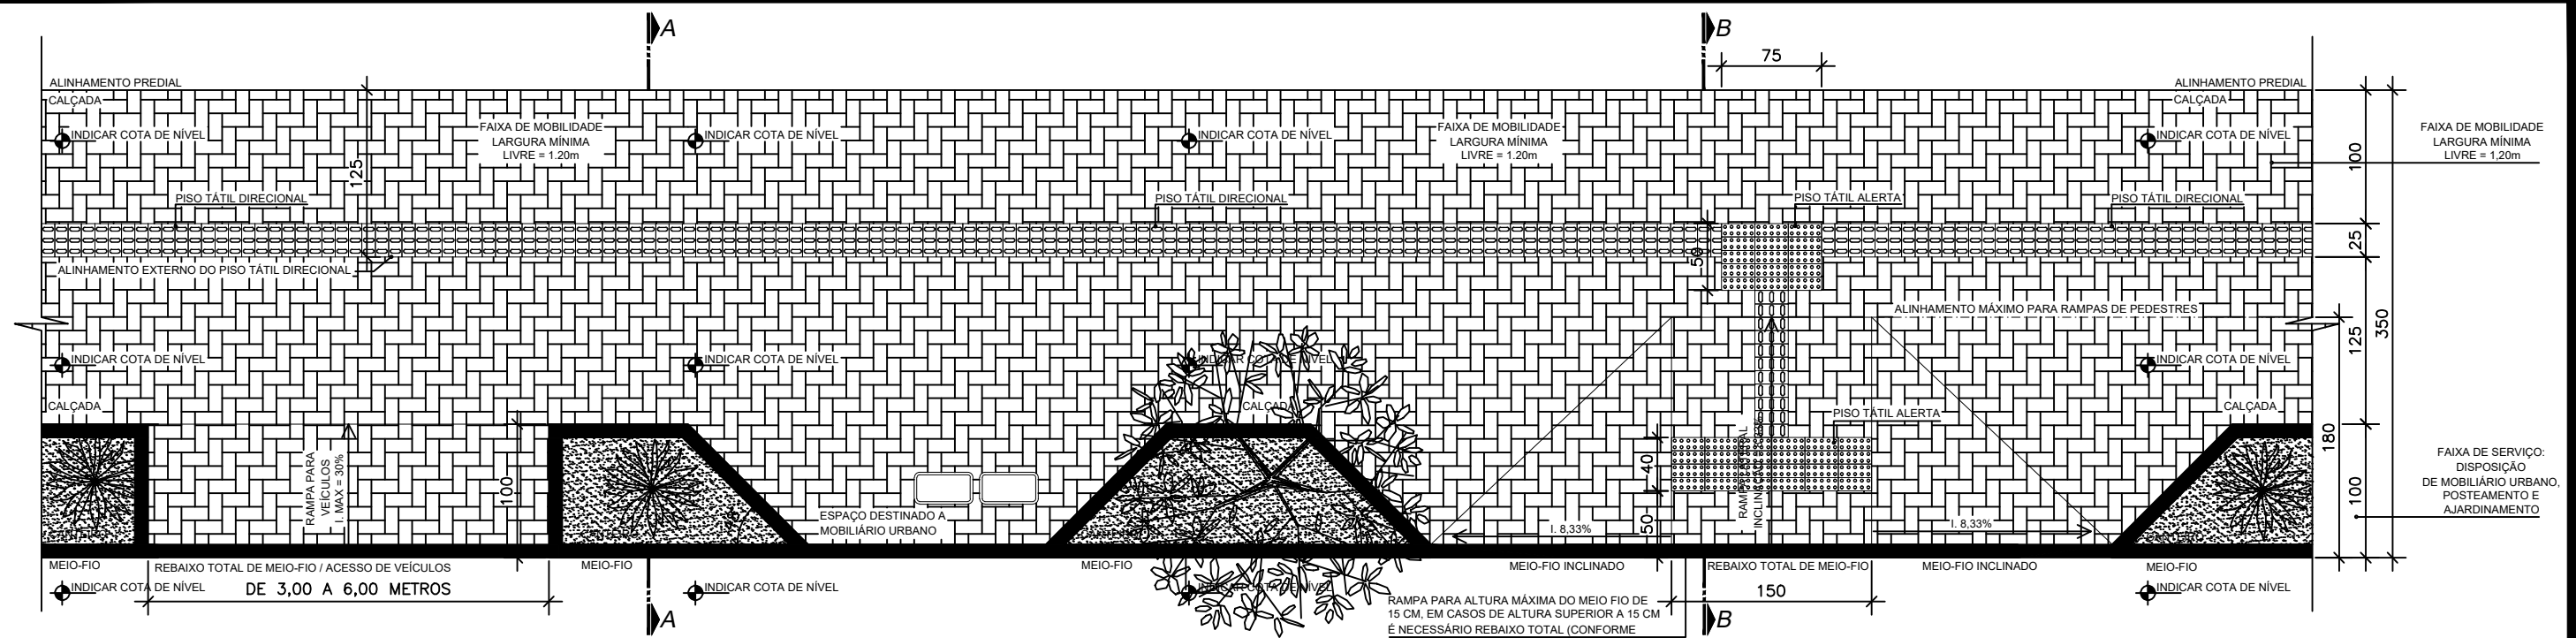 A
B
75
ALINHAMENTO PREDIAL
ALINHAMENTO PREDIAL
CALÇADA
CALÇADA
INDICAR COTA DE NÍVEL
FAIXA DE MOBILIDADE
LARGURA MÍNIMA
LIVRE = 1.20m
INDICAR COTA DE NÍVEL
INDICAR COTA DE NÍVEL
FAIXA DE MOBILIDADE
LARGURA MÍNIMA
LIVRE = 1.20m
INDICAR COTA DE NÍVEL
FAIXA DE MOBILIDADE
LARGURA MÍNIMA
LIVRE = 1,20m
125
100
PISO TÁTIL DIRECIONAL
PISO TÁTIL DIRECIONAL
PISO TÁTIL ALERTA
PISO TÁTIL DIRECIONAL
25
50
ALINHAMENTO EXTERNO DO PISO TÁTIL DIRECIONAL
ALINHAMENTO MÁXIMO PARA RAMPAS DE PEDESTRES
125
350
INDICAR COTA DE NÍVEL
INDICAR COTA DE NÍVEL
INDICAR COTA DE NÍVEL
INDICAR COTA DE NÍVEL
CALÇADA
CALÇADA
CALÇADA
PISO TÁTIL ALERTA
180
RAMPA PARA
VEÍCULOS
I. MAX = 30%
100
40
50
100
FAIXA DE SERVIÇO:
DISPOSIÇÃO
DE MOBILIÁRIO URBANO,
POSTEAMENTO E
AJARDINAMENTO
ESPAÇO DESTINADO A
MOBILIÁRIO URBANO
I. 8,33%
I. 8,33%
MEIO-FIO
REBAIXO TOTAL DE MEIO-FIO / ACESSO DE VEÍCULOS
MEIO-FIO
MEIO-FIO
MEIO-FIO INCLINADO
REBAIXO TOTAL DE MEIO-FIO
MEIO-FIO INCLINADO
MEIO-FIO
INDICAR COTA DE NÍVEL
DE 3,00 A 6,00 METROS
INDICAR COTA DE NÍVEL
INDICAR COTA DE NÍVEL
150
INDICAR COTA DE NÍVEL
RAMPA PARA ALTURA MÁXIMA DO MEIO FIO DE
15 CM, EM CASOS DE ALTURA SUPERIOR A 15 CM
É NECESSÁRIO REBAIXO TOTAL (CONFORME
A
B